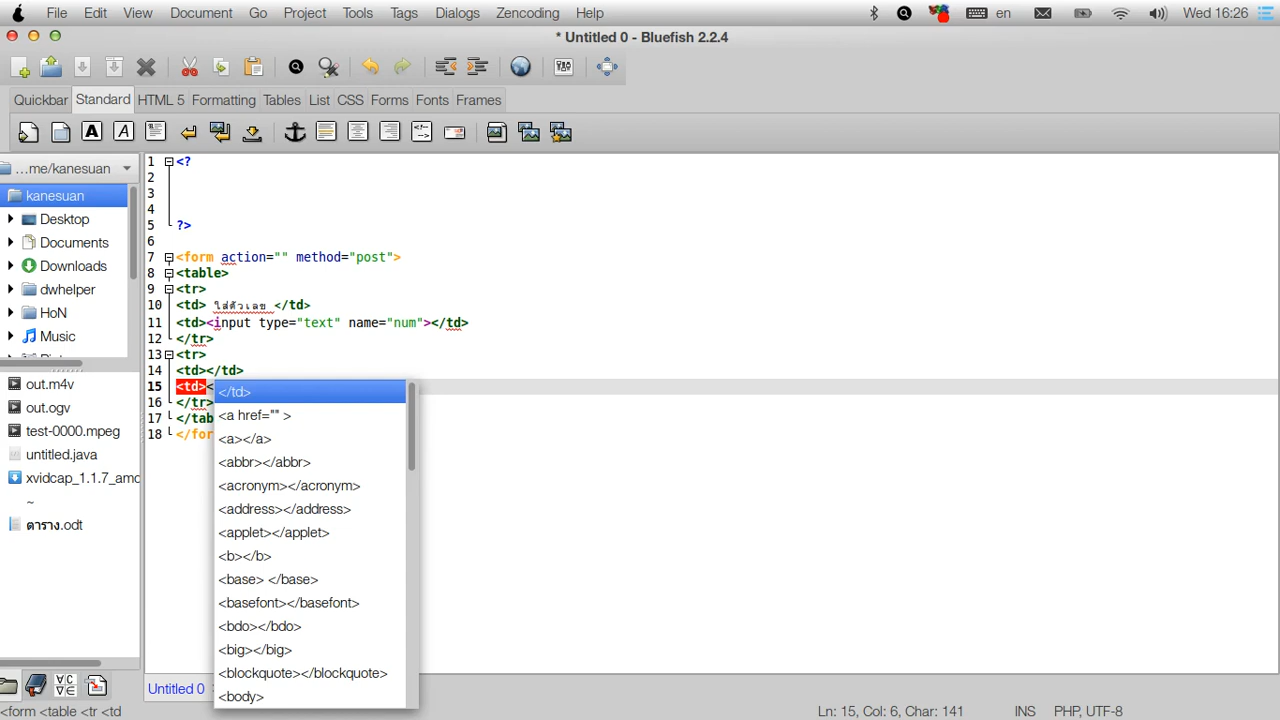 File Edit View Document Go Project Tools Tags Dialogs Zencoding Help en Wed 16:26
* Untitled 0 - Bluefish 2.2.4
Quickbar Standard HTML 5 Formatting Tables List CSS Forms Fonts Frames
...me/kanesuan
kanesuan
Desktop
Documents
Downloads
dwhelper
HoN
Music
out.m4v
out.ogv
test-0000.mpeg
untitled.java
xvidcap_1.1.7_amd
~
ตาราง.odt
1 <?
2
3
4
5 ?>
6
7 <form action="" method="post">
8 <table>
9 <tr>
10 <td> ใส่ตัวเลข </td>
11 <td><input type="text" name="num"></td>
12 </tr>
13 <tr>
14 <td></td>
15 <td><
16 </tr>
17 </tab
18 </for
</td>
<a href="" >
<a></a>
<abbr></abbr>
<acronym></acronym>
<address></address>
<applet></applet>
<b></b>
<base> </base>
<basefont></basefont>
<bdo></bdo>
<big></big>
<blockquote></blockquote>
<body>
Untitled 0
<form <table <tr <td Ln: 15, Col: 6, Char: 141 INS PHP, UTF-8